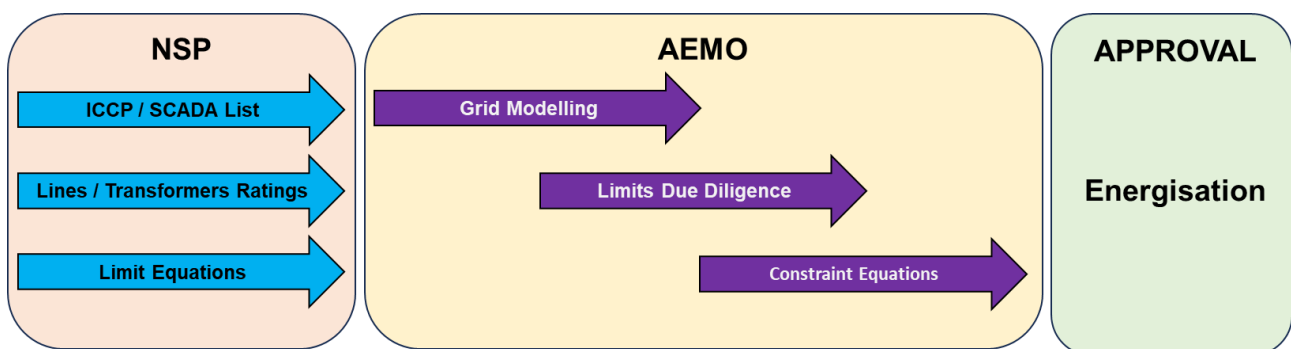 NSP
ICCP / SCADA List
Lines / Transformers Ratings
Limit Equations
AEMO
Grid Modelling
Limits Due Diligence
Constraint Equations
APPROVAL
Energisation